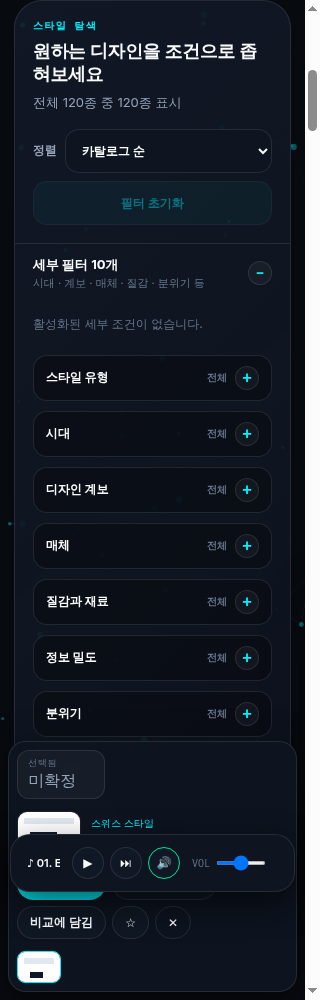 스타일 탐색
원하는 디자인을 조건으로 좁
혀보세요
전체 120종 중 120종 표시
정렬 카탈로그 순
필터 초기화
세부 필터 10개
시대 · 계보 · 매체 · 질감 · 분위기 등
활성화된 세부 조건이 없습니다.
스타일 유형 전체
시대 전체
디자인 계보 전체
매체 전체
질감과 재료 전체
정보 밀도 전체
분위기 전체
선택됨
미확정
스위스 스타일
♪ 01. E VOL
비교에 담김